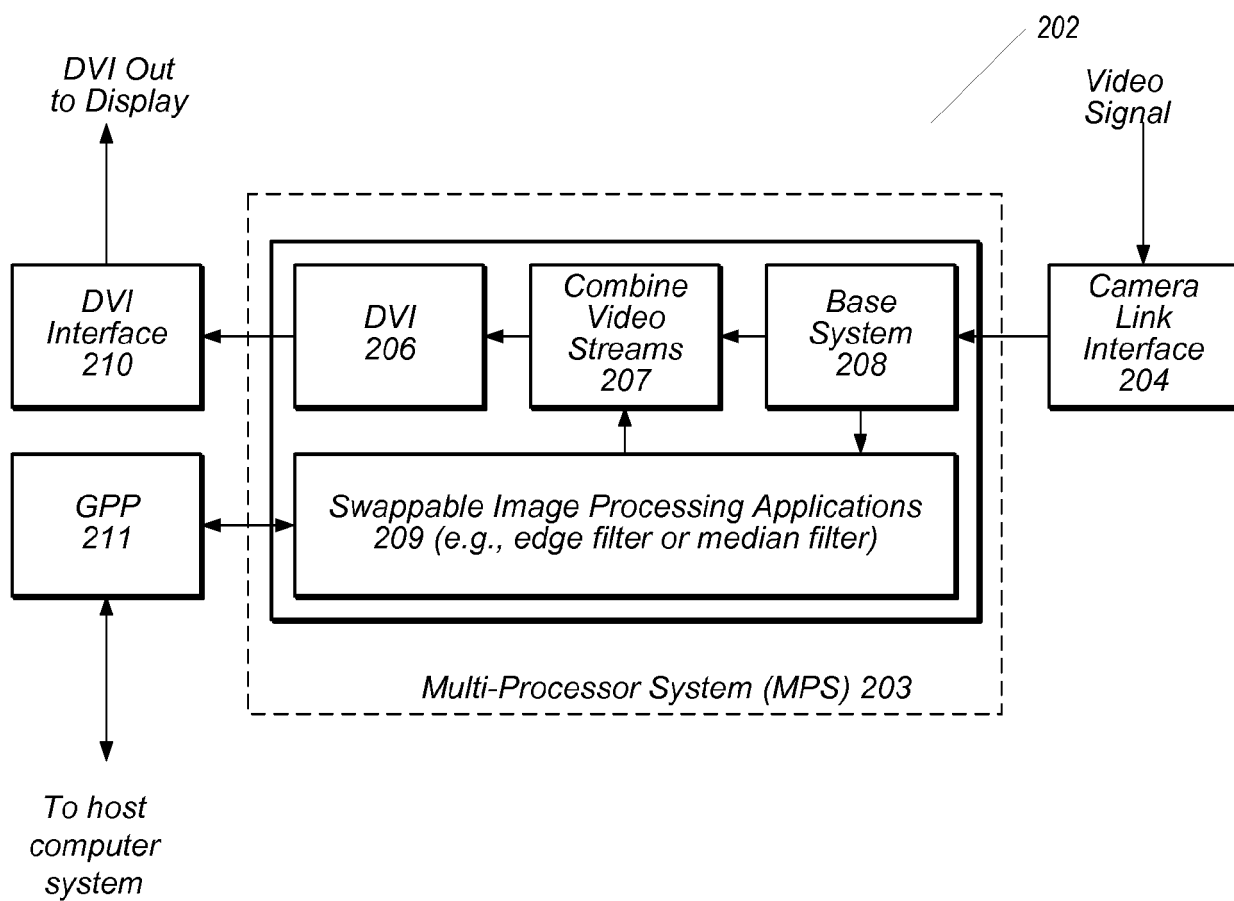 202
DVI Out
to Display
Video
Signal
DVI
Interface
210
DVI
206
Combine
Video
Streams
207
Base
System
208
Camera
Link
Interface
204
GPP
211
Swappable Image Processing Applications
209 (e.g., edge filter or median filter)
Multi-Processor System (MPS) 203
To host
computer
system